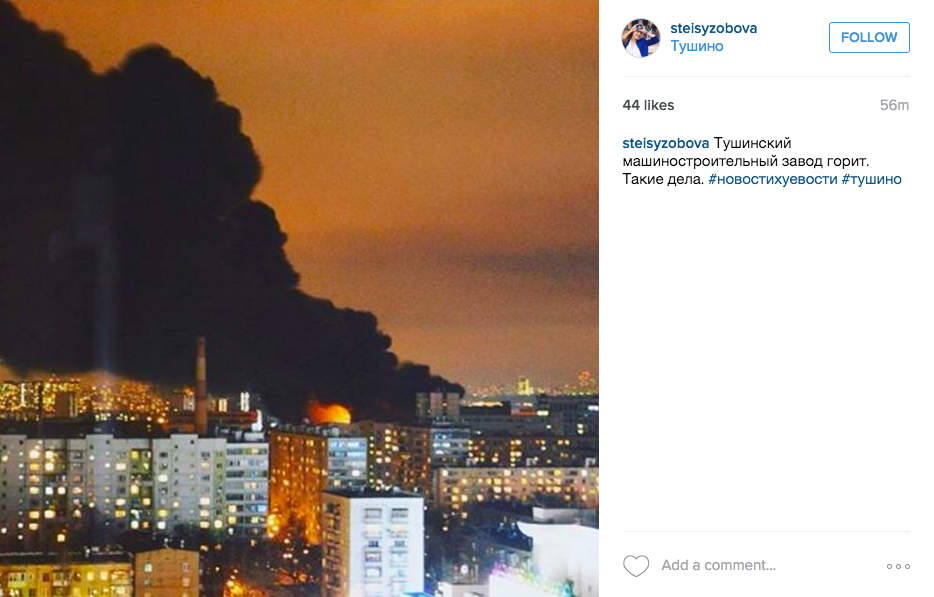 steisyzobova
Тушино
FOLLOW
44 likes
56m
steisyzobova Тушинский
машиностроительный завод горит.
Такие дела. #новостихуевости #тушино
Add a comment...